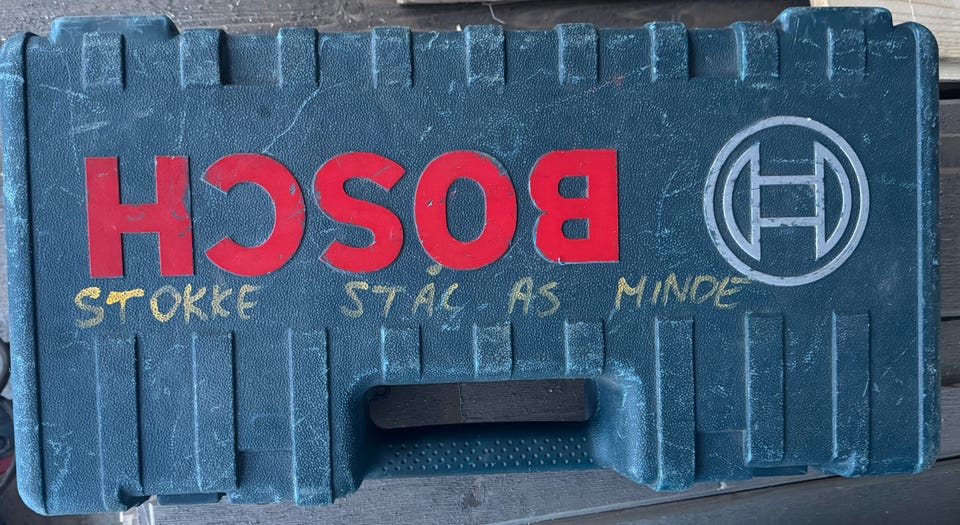 BOSCH
STOKKE STÅL AS MINDE